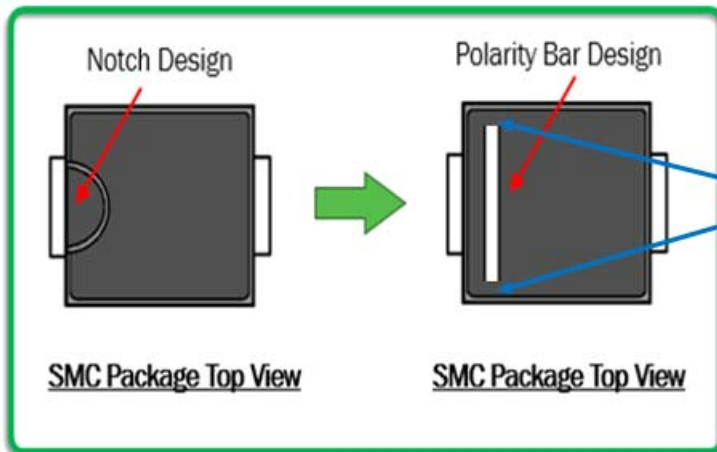 Notch Design
Polarity Bar Design
SMC Package Top View
SMC Package Top View